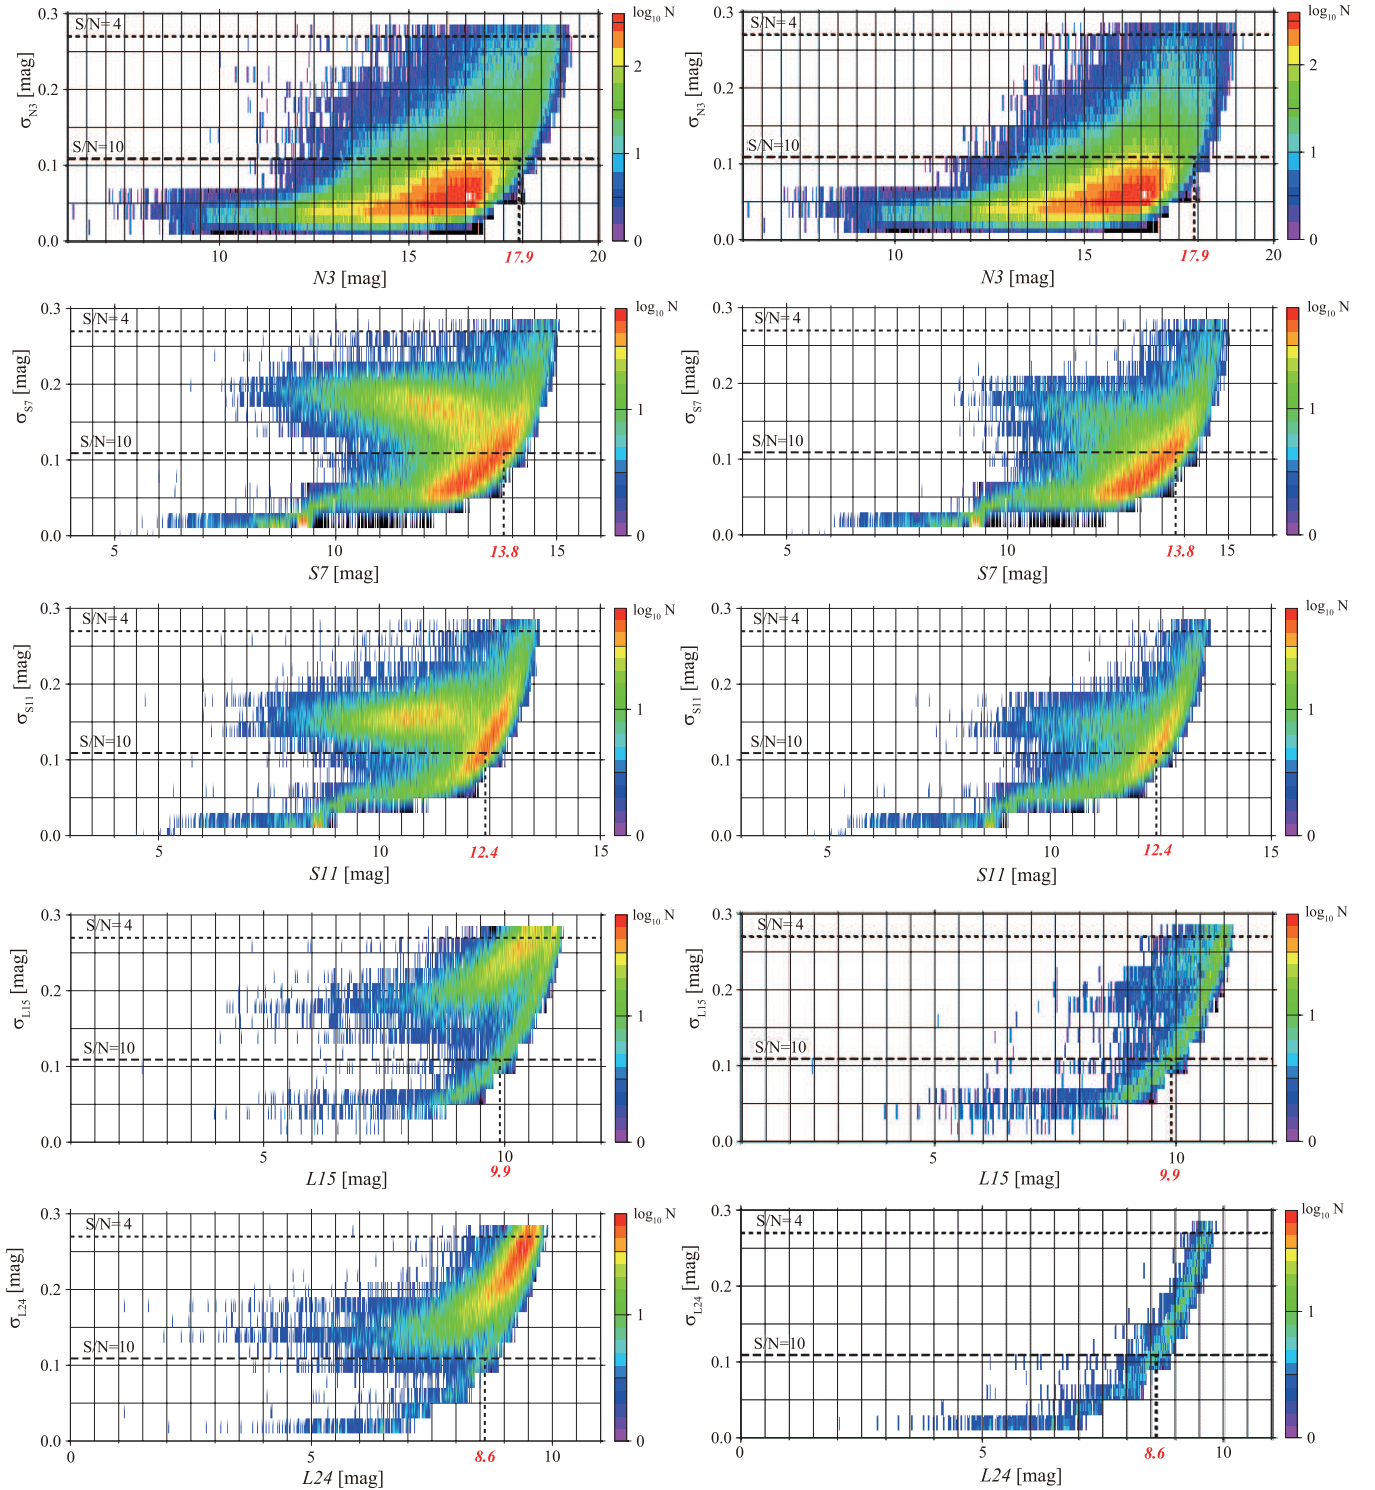 log₁₀ N
S/N= 4
S/N=10
σN3 [mag]
0.3
0.2
0.1
0.0
2
1
0
10
15
17.9
20
N3 [mag]
log₁₀ N
S/N=4
S/N=10
σN3 [mag]
0.3
0.2
0.1
0.0
2
1
0
10
15
17.9
20
N3 [mag]
log₁₀ N
S/N= 4
S/N=10
σS7 [mag]
0.3
0.2
0.1
0.0
1
0
5
10
13.8
15
S7 [mag]
log₁₀ N
S/N=4
S/N=10
σS7 [mag]
0.3
0.2
0.1
0.0
1
0
5
10
13.8
15
S7 [mag]
log₁₀ N
S/N=4
S/N=10
σS11 [mag]
0.3
0.2
0.1
0.0
1
0
5
10
12.4
15
S11 [mag]
log₁₀ N
S/N=4
S/N=10
σS11 [mag]
0.3
0.2
0.1
0.0
1
0
5
10
12.4
15
S11 [mag]
log₁₀ N
S/N= 4
S/N=10
σL15 [mag]
0.3
0.2
0.1
0.0
1
0
5
10
9.9
L15 [mag]
log₁₀ N
S/N=4
S/N=10
σL15 [mag]
0.3
0.2
0.1
0.0
1
0
5
10
9.9
L15 [mag]
log₁₀ N
S/N= 4
S/N=10
σL24 [mag]
0.3
0.2
0.1
0.0
1
0
0
5
8.6
10
L24 [mag]
log₁₀ N
S/N=4
S/N=10
σL24 [mag]
0.3
0.2
0.1
0.0
1
0
0
5
8.6
10
L24 [mag]